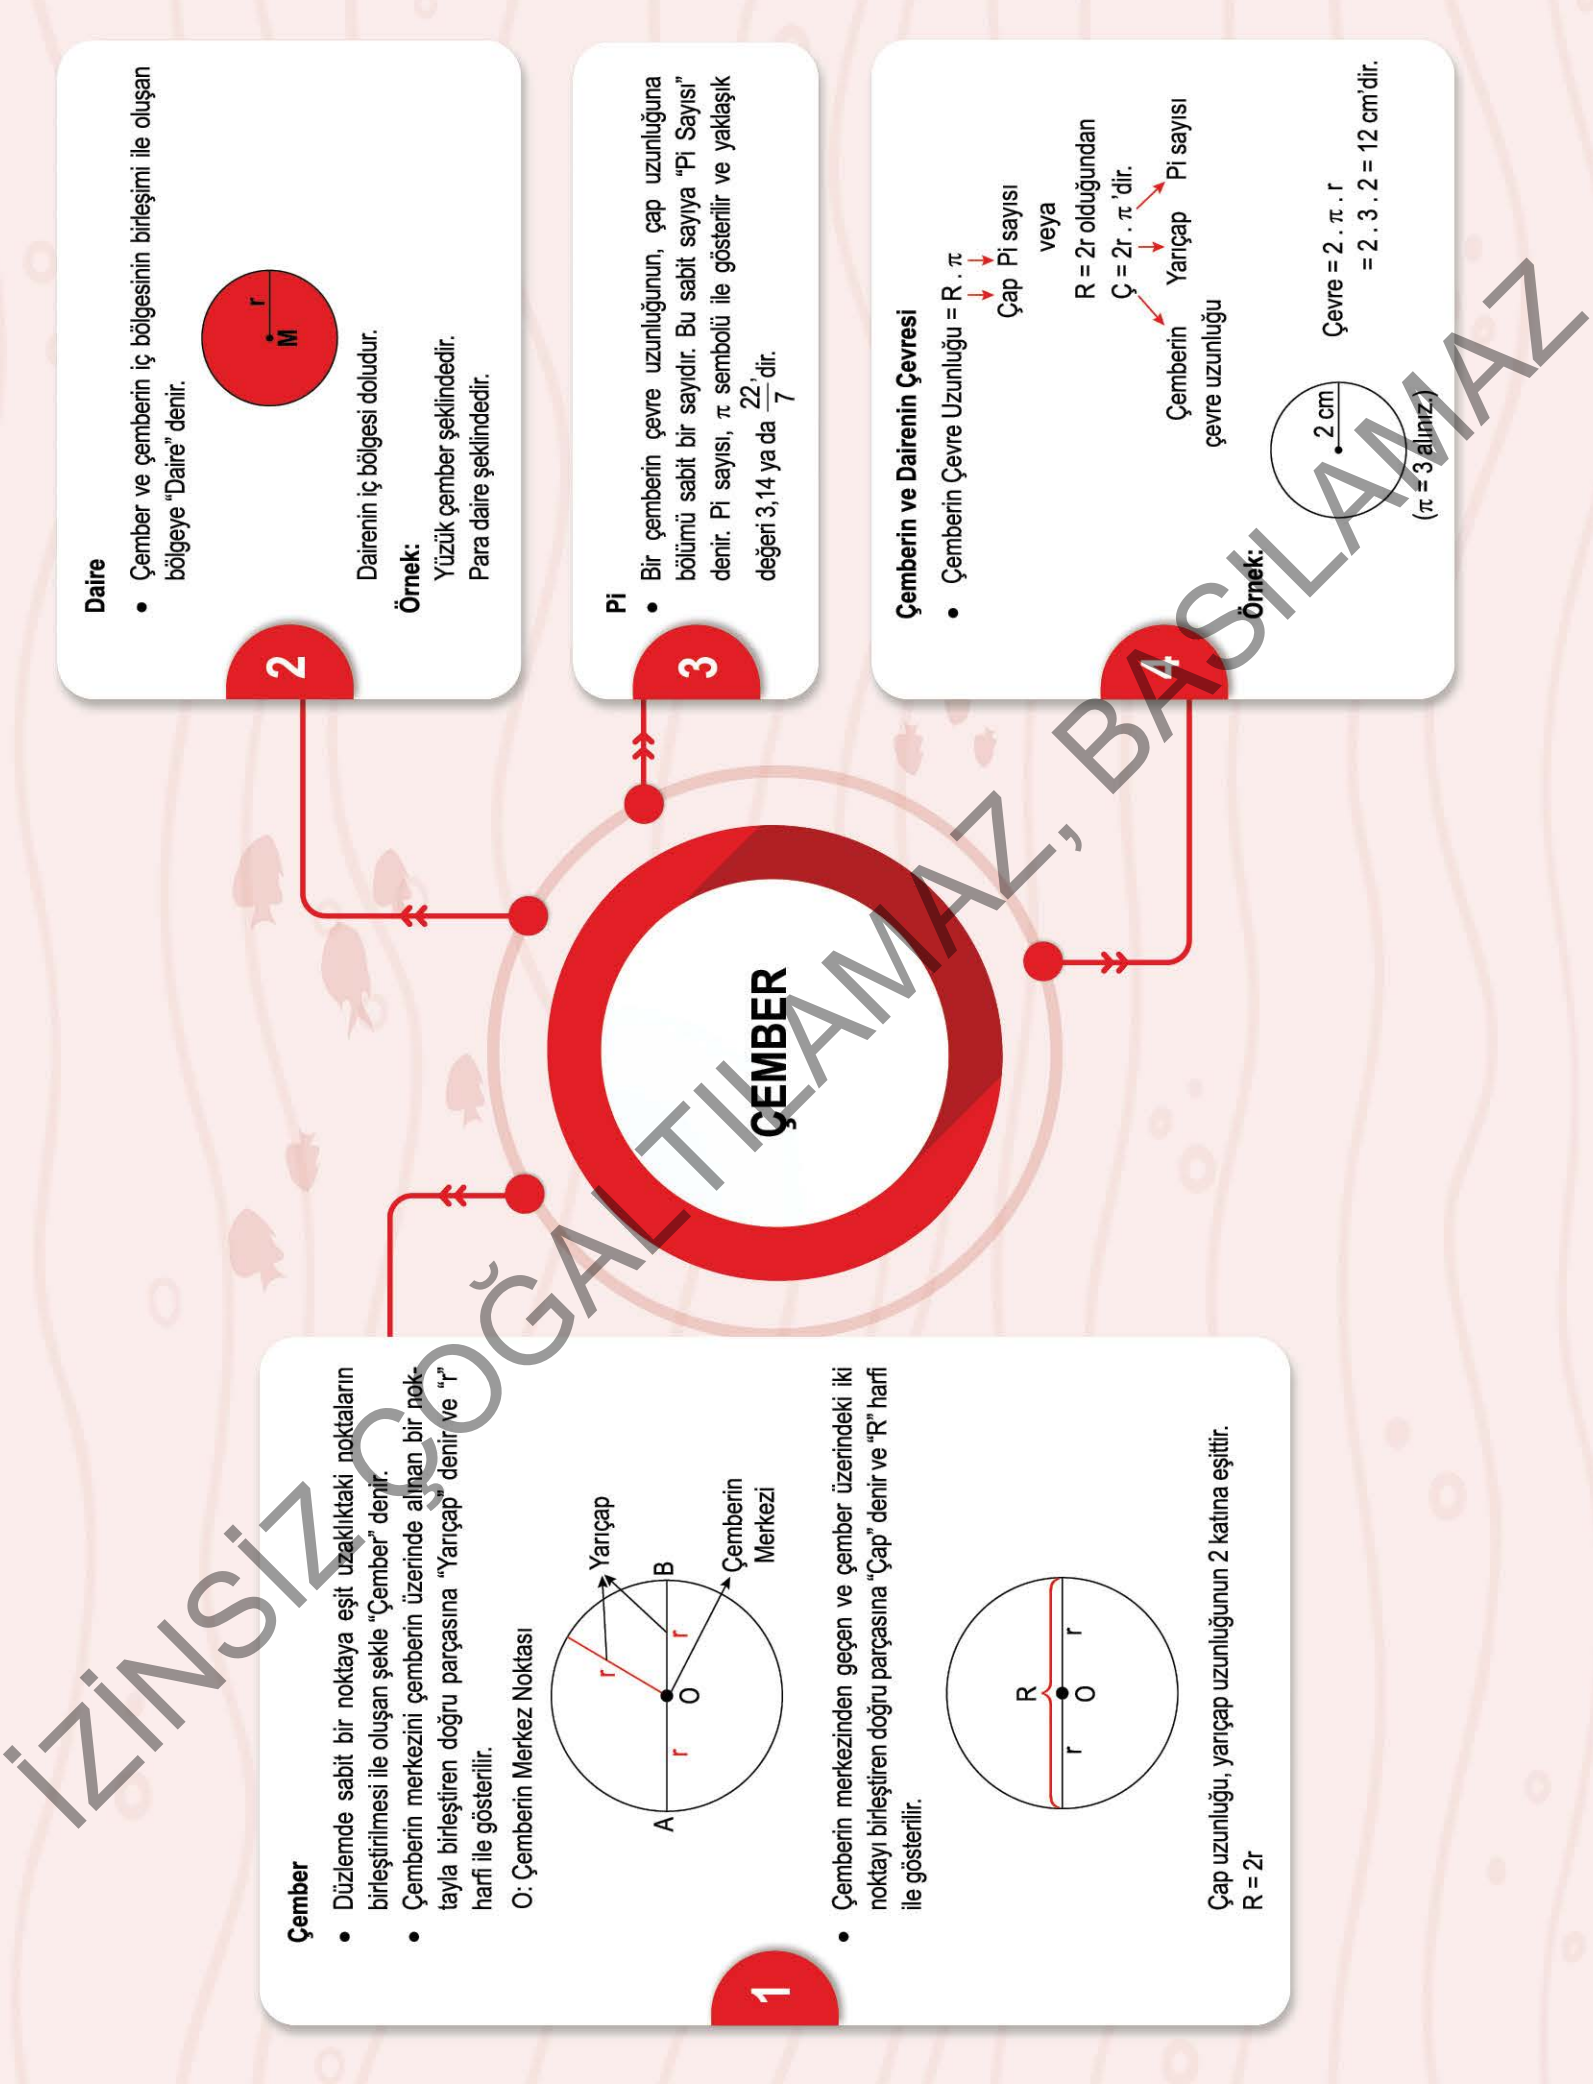 Çember
● Düzlemde sabit bir noktaya eşit uzaklıktaki noktaların
birleştirilmesi ile oluşan şekle “Çember” denir.
● Çemberin merkezini çemberin üzerinde alınan bir nok-
tayla birleştiren doğru parçasına “Yarıçap” denir ve “r”
harfi ile gösterilir.
O: Çemberin Merkez Noktası
Yarıçap
r
A
r
O
r
B
Çemberin
Merkezi
● Çemberin merkezinden geçen ve çember üzerindeki iki
noktayı birleştiren doğru parçasına “Çap” denir ve “R” harfi
ile gösterilir.
R
r
O
r
Çap uzunluğu, yarıçap uzunluğunun 2 katına eşittir.
R = 2r
1
ÇEMBER
2
Daire
● Çember ve çemberin iç bölgesinin birleşimi ile oluşan
bölgeye “Daire” denir.
r
M
Dairenin iç bölgesi doludur.
Örnek:
Yüzük çember şeklindedir.
Para daire şeklindedir.
3
Pi
● Bir çemberin çevre uzunluğunun, çap uzunluğuna
bölümü sabit bir sayıdır. Bu sabit sayıya “Pi Sayısı”
denir. Pi sayısı, π sembolü ile gösterilir ve yaklaşık
değeri 3,14 ya da 22/7’dir.
4
Çemberin ve Dairenin Çevresi
● Çemberin Çevre Uzunluğu = R . π
Çap Pi sayısı
veya
R = 2r olduğundan
Ç = 2r . π ’dir.
Çemberin Yarıçap Pi sayısı
çevre uzunluğu
Örnek:
2 cm
(π = 3 alınız.)
Çevre = 2 . π . r
= 2 . 3 . 2 = 12 cm’dir.
İZİNSİZ ÇOĞALTILAMAZ, BASILAMAZ